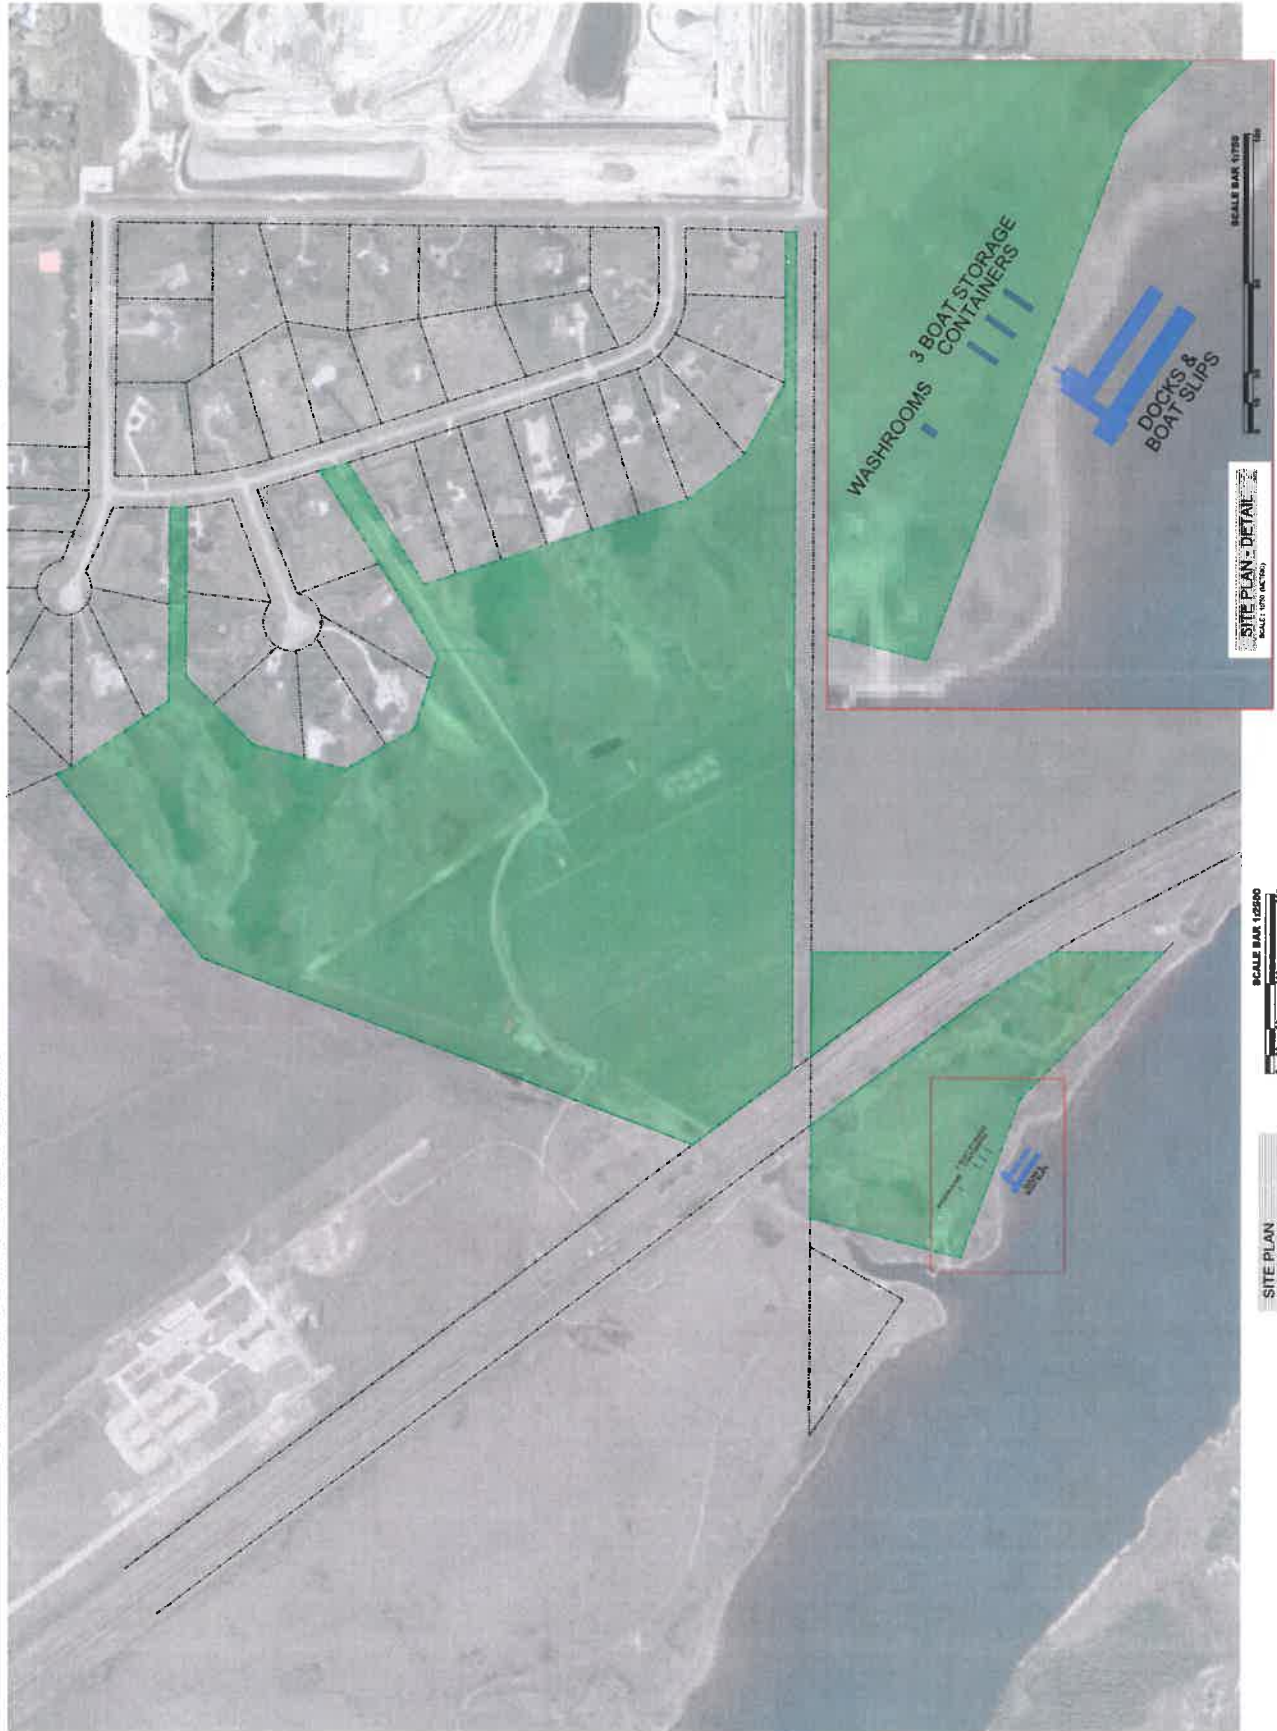 WASHROOMS
3 BOAT STORAGE
CONTAINERS
DOCKS &
BOAT SLIPS
SCALE BAR 1:750
SITE PLAN - DETAIL
SCALE BAR 1:2500
SITE PLAN